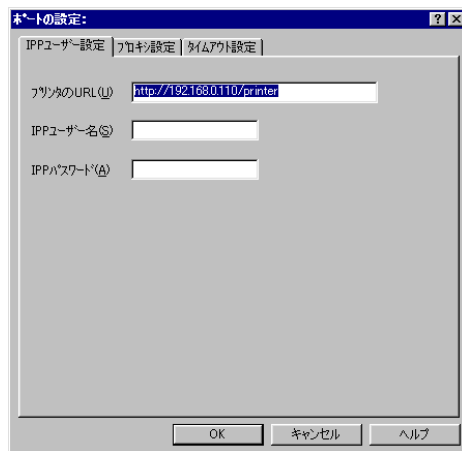 ﾎﾟｰﾄの設定:
IPPﾕｰｻﾞｰ設定 ﾌﾟﾛｷｼ設定 ﾀｲﾑｱｳﾄ設定
ﾌﾟﾘﾝﾀのURL(U) http://192.168.0.110/printer
IPPﾕｰｻﾞｰ名(S)
IPPﾊﾟｽﾜｰﾄﾞ(A)
OK キャンセル ヘルプ